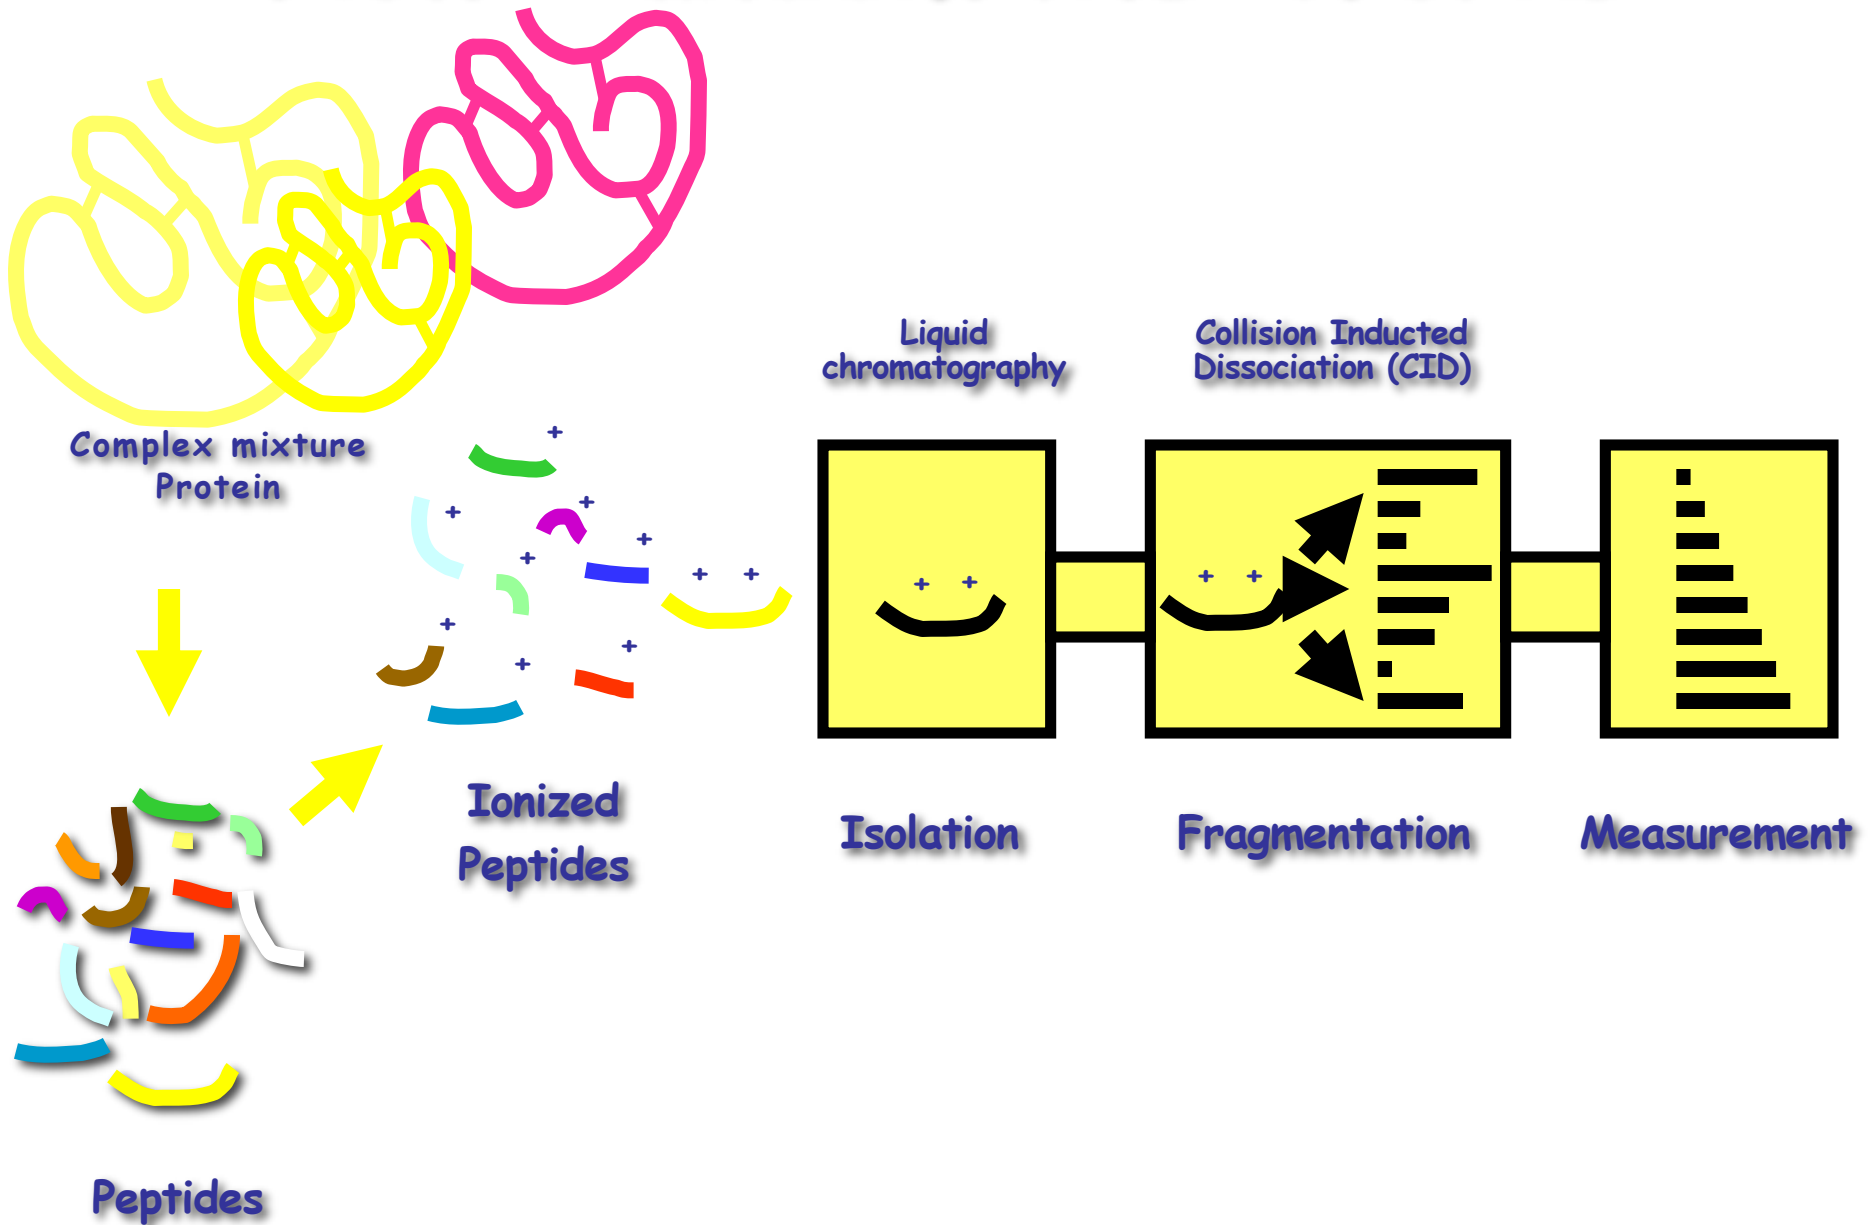 Liquid
chromatography
Collision Inducted
Dissociation (CID)
Complex mixture
Protein
+
+
+
+
+
+
+
+
+
+
+
+
+
+
Ionized
Peptides
Isolation
Fragmentation
Measurement
Peptides